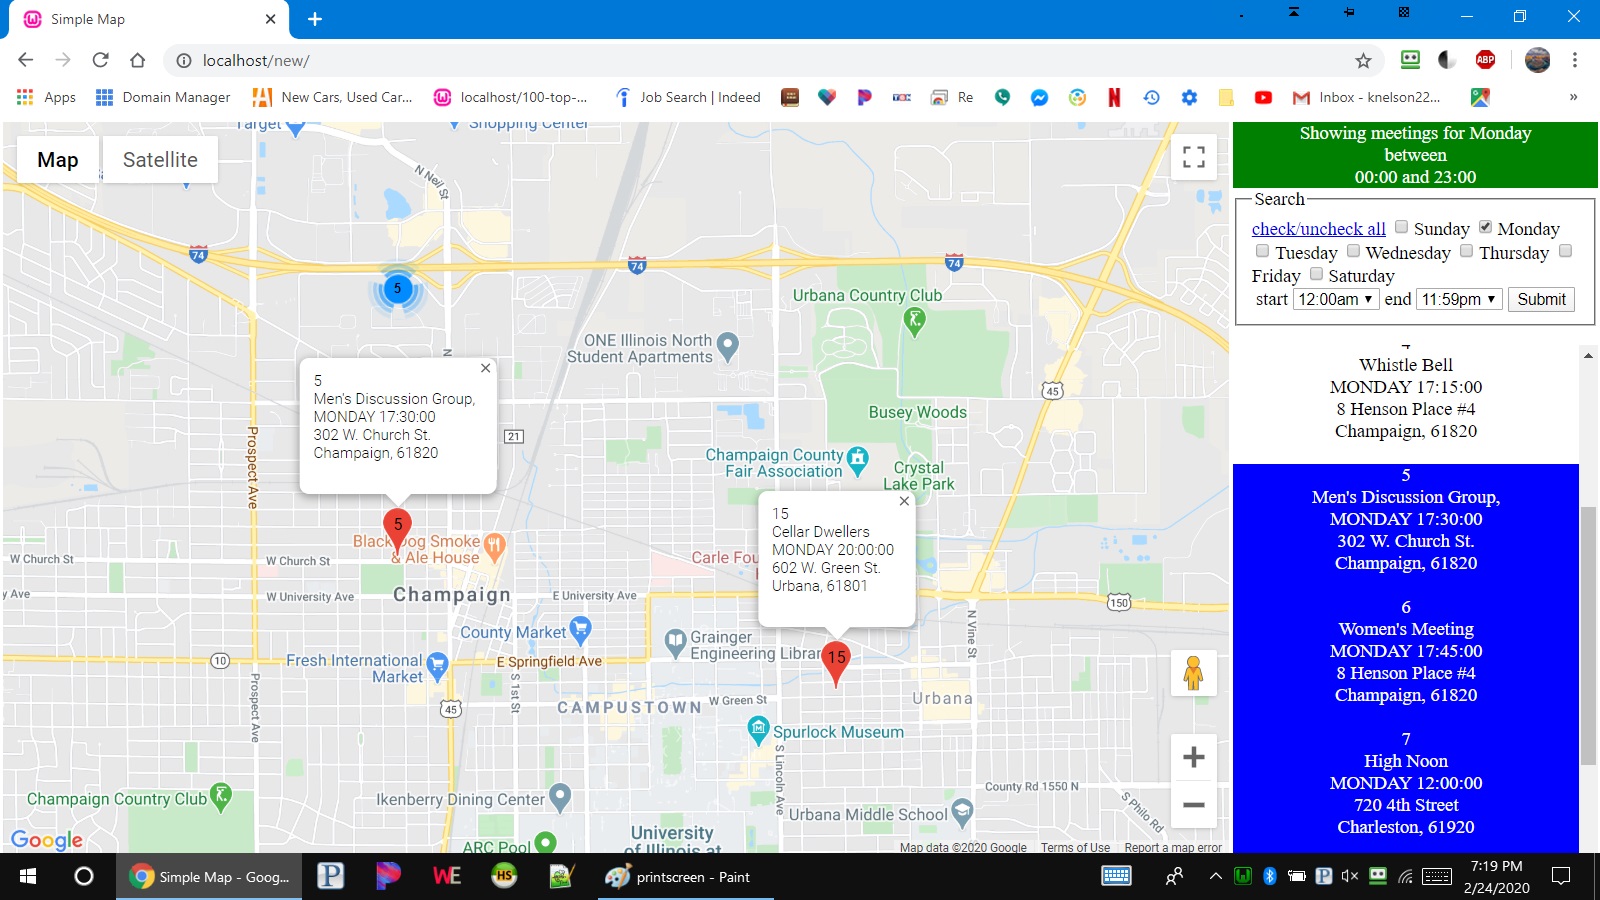 Simple Map
localhost/new/
ABP
Apps
Domain Manager
New Cars, Used Car...
localhost/100-top-...
Job Search | Indeed
Re
Inbox - knelson22...
»
Target
Shopping Center
Map
Satellite
N Neil St
74
74
74
5
Urbana Country Club
ONE Illinois North
Student Apartments
45
N
Busey Woods
21
Prospect Ave
5
Men's Discussion Group,
MONDAY 17:30:00
302 W. Church St.
Champaign, 61820
Champaign County
Fair Association
Crystal
Lake Park
15
Cellar Dwellers
MONDAY 20:00:00
602 W. Green St.
Urbana, 61801
5
Black Dog Smoke
& Ale House
W Church St
W Church St
Carle Fou
y Ave
W University Ave
Champaign
E University Ave
150
N Vine St
County Market
Grainger
Engineering Librar
15
10
Fresh International
Market
E Springfield Ave
Prospect Ave
S 1st St
45
CAMPUSTOWN
W Green St
Urbana
Spurlock Museum
S Lincoln Ave
County Rd 1550 N
S Philo Rd
Champaign Country Club
Ikenberry Dining Center
Urbana Middle School
University
of Illinois at
ARC Pool
Google
Map data ©2020 Google
Terms of Use
Report a map error
Showing meetings for Monday
between
00:00 and 23:00
Search
check/uncheck all Sunday Monday
Tuesday Wednesday Thursday
Friday Saturday
start 12:00am end 11:59pm Submit
Whistle Bell
MONDAY 17:15:00
8 Henson Place #4
Champaign, 61820
5
Men's Discussion Group,
MONDAY 17:30:00
302 W. Church St.
Champaign, 61820
6
Women's Meeting
MONDAY 17:45:00
8 Henson Place #4
Champaign, 61820
7
High Noon
MONDAY 12:00:00
720 4th Street
Charleston, 61920
Simple Map - Goog...
P
WE
HS
printscreen - Paint
7:19 PM
2/24/2020